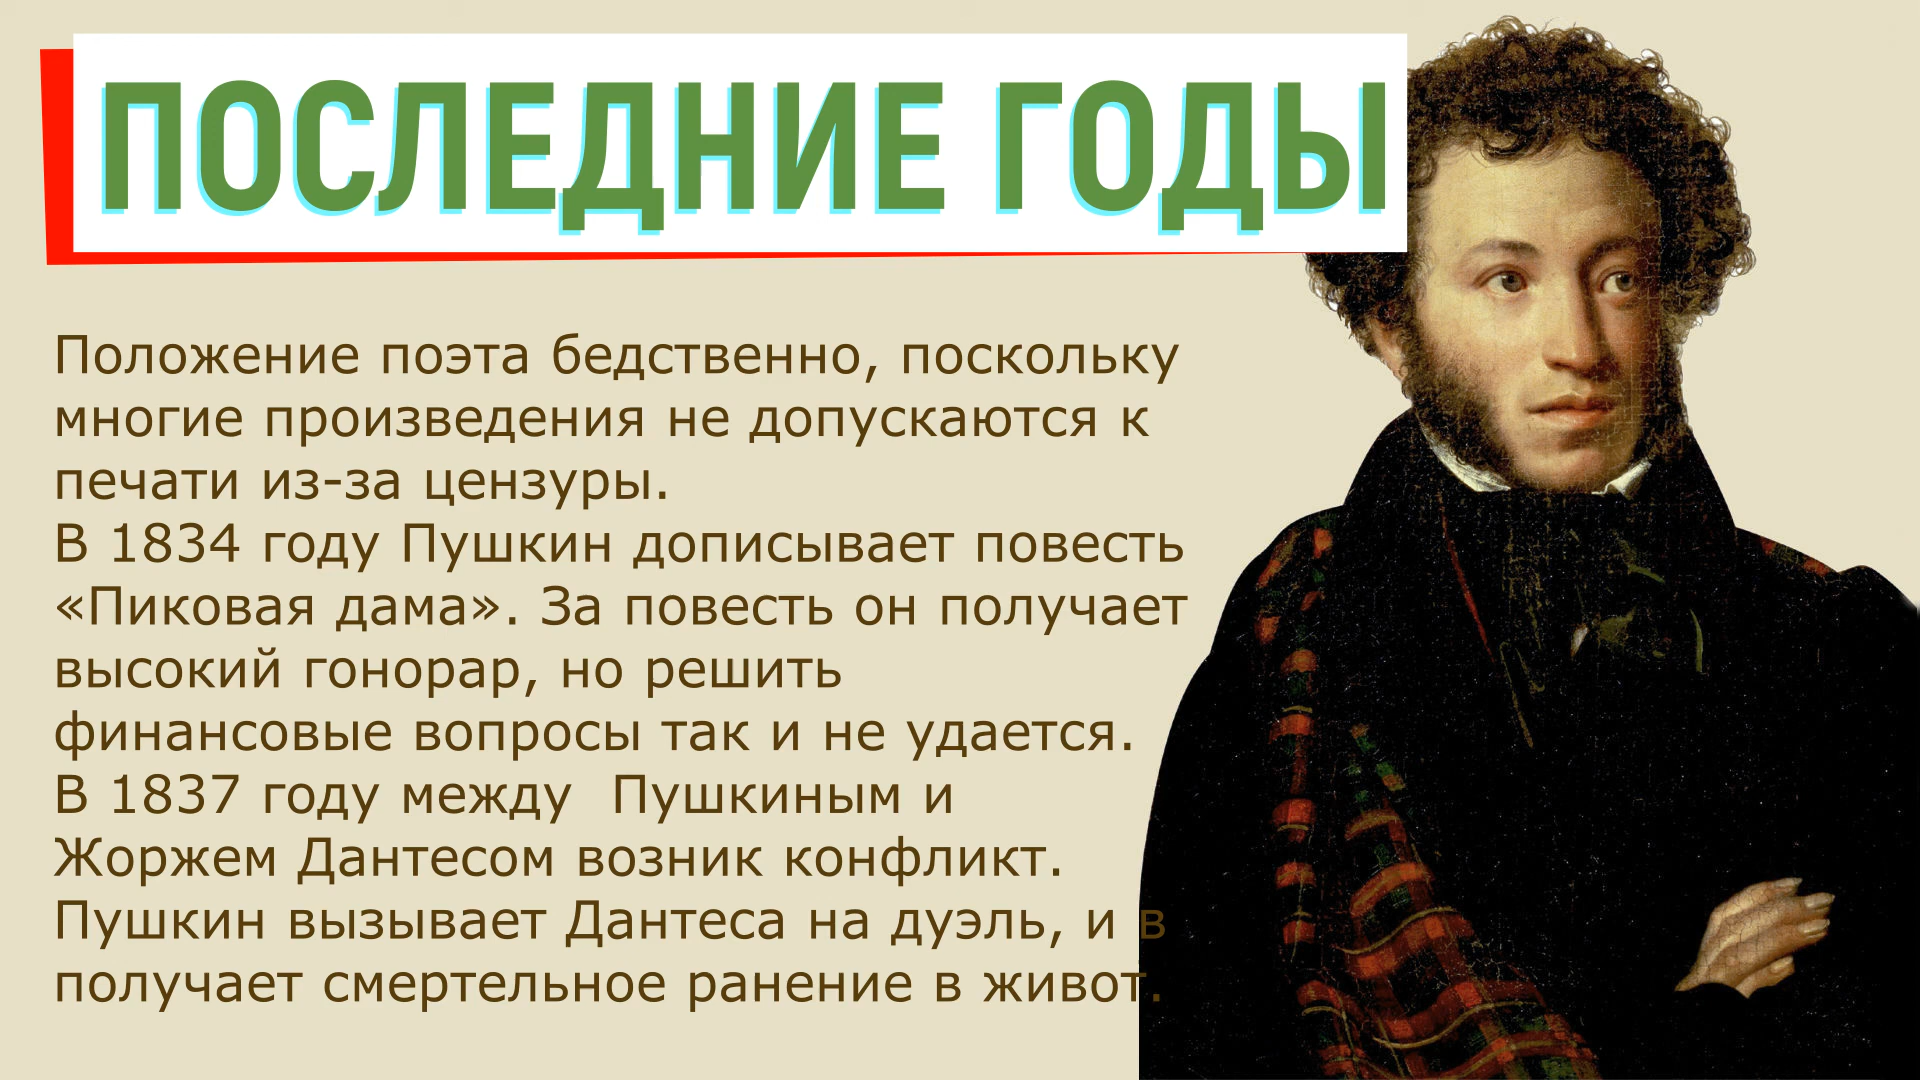 ПОСЛЕДНИЕ ГОДЫ
Положение поэта бедственно, поскольку
многие произведения не допускаются к
печати из-за цензуры.
В 1834 году Пушкин дописывает повесть
«Пиковая дама». За повесть он получает
высокий гонорар, но решить
финансовые вопросы так и не удается.
В 1837 году между  Пушкиным и
Жоржем Дантесом возник конфликт.
Пушкин вызывает Дантеса на дуэль, и в
получает смертельное ранение в живот.